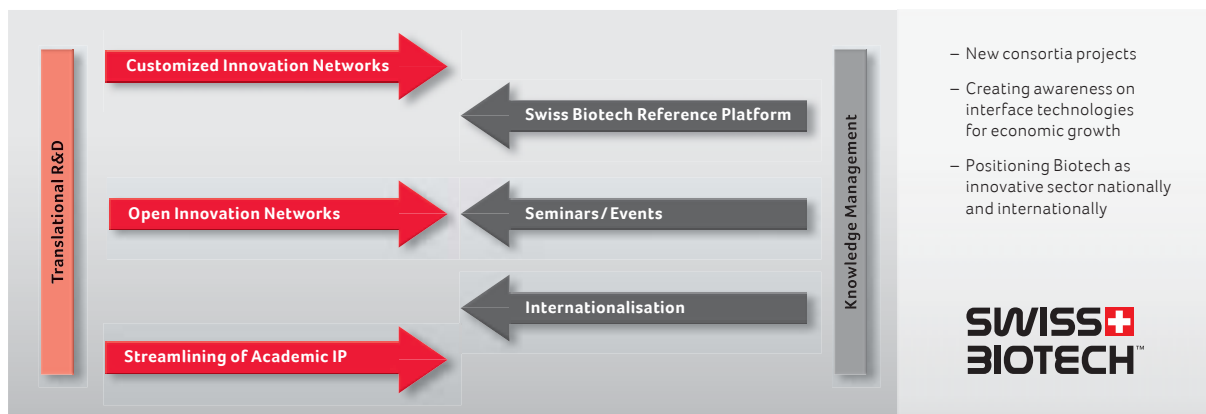 Translational R&D
Customized Innovation Networks
Swiss Biotech Reference Platform
Open Innovation Networks
Seminars/Events
Internationalisation
Streamlining of Academic IP
Knowledge Management
– New consortia projects
– Creating awareness on
interface technologies
for economic growth
– Positioning Biotech as
innovative sector nationally
and internationally
SWISS
BIOTECH™